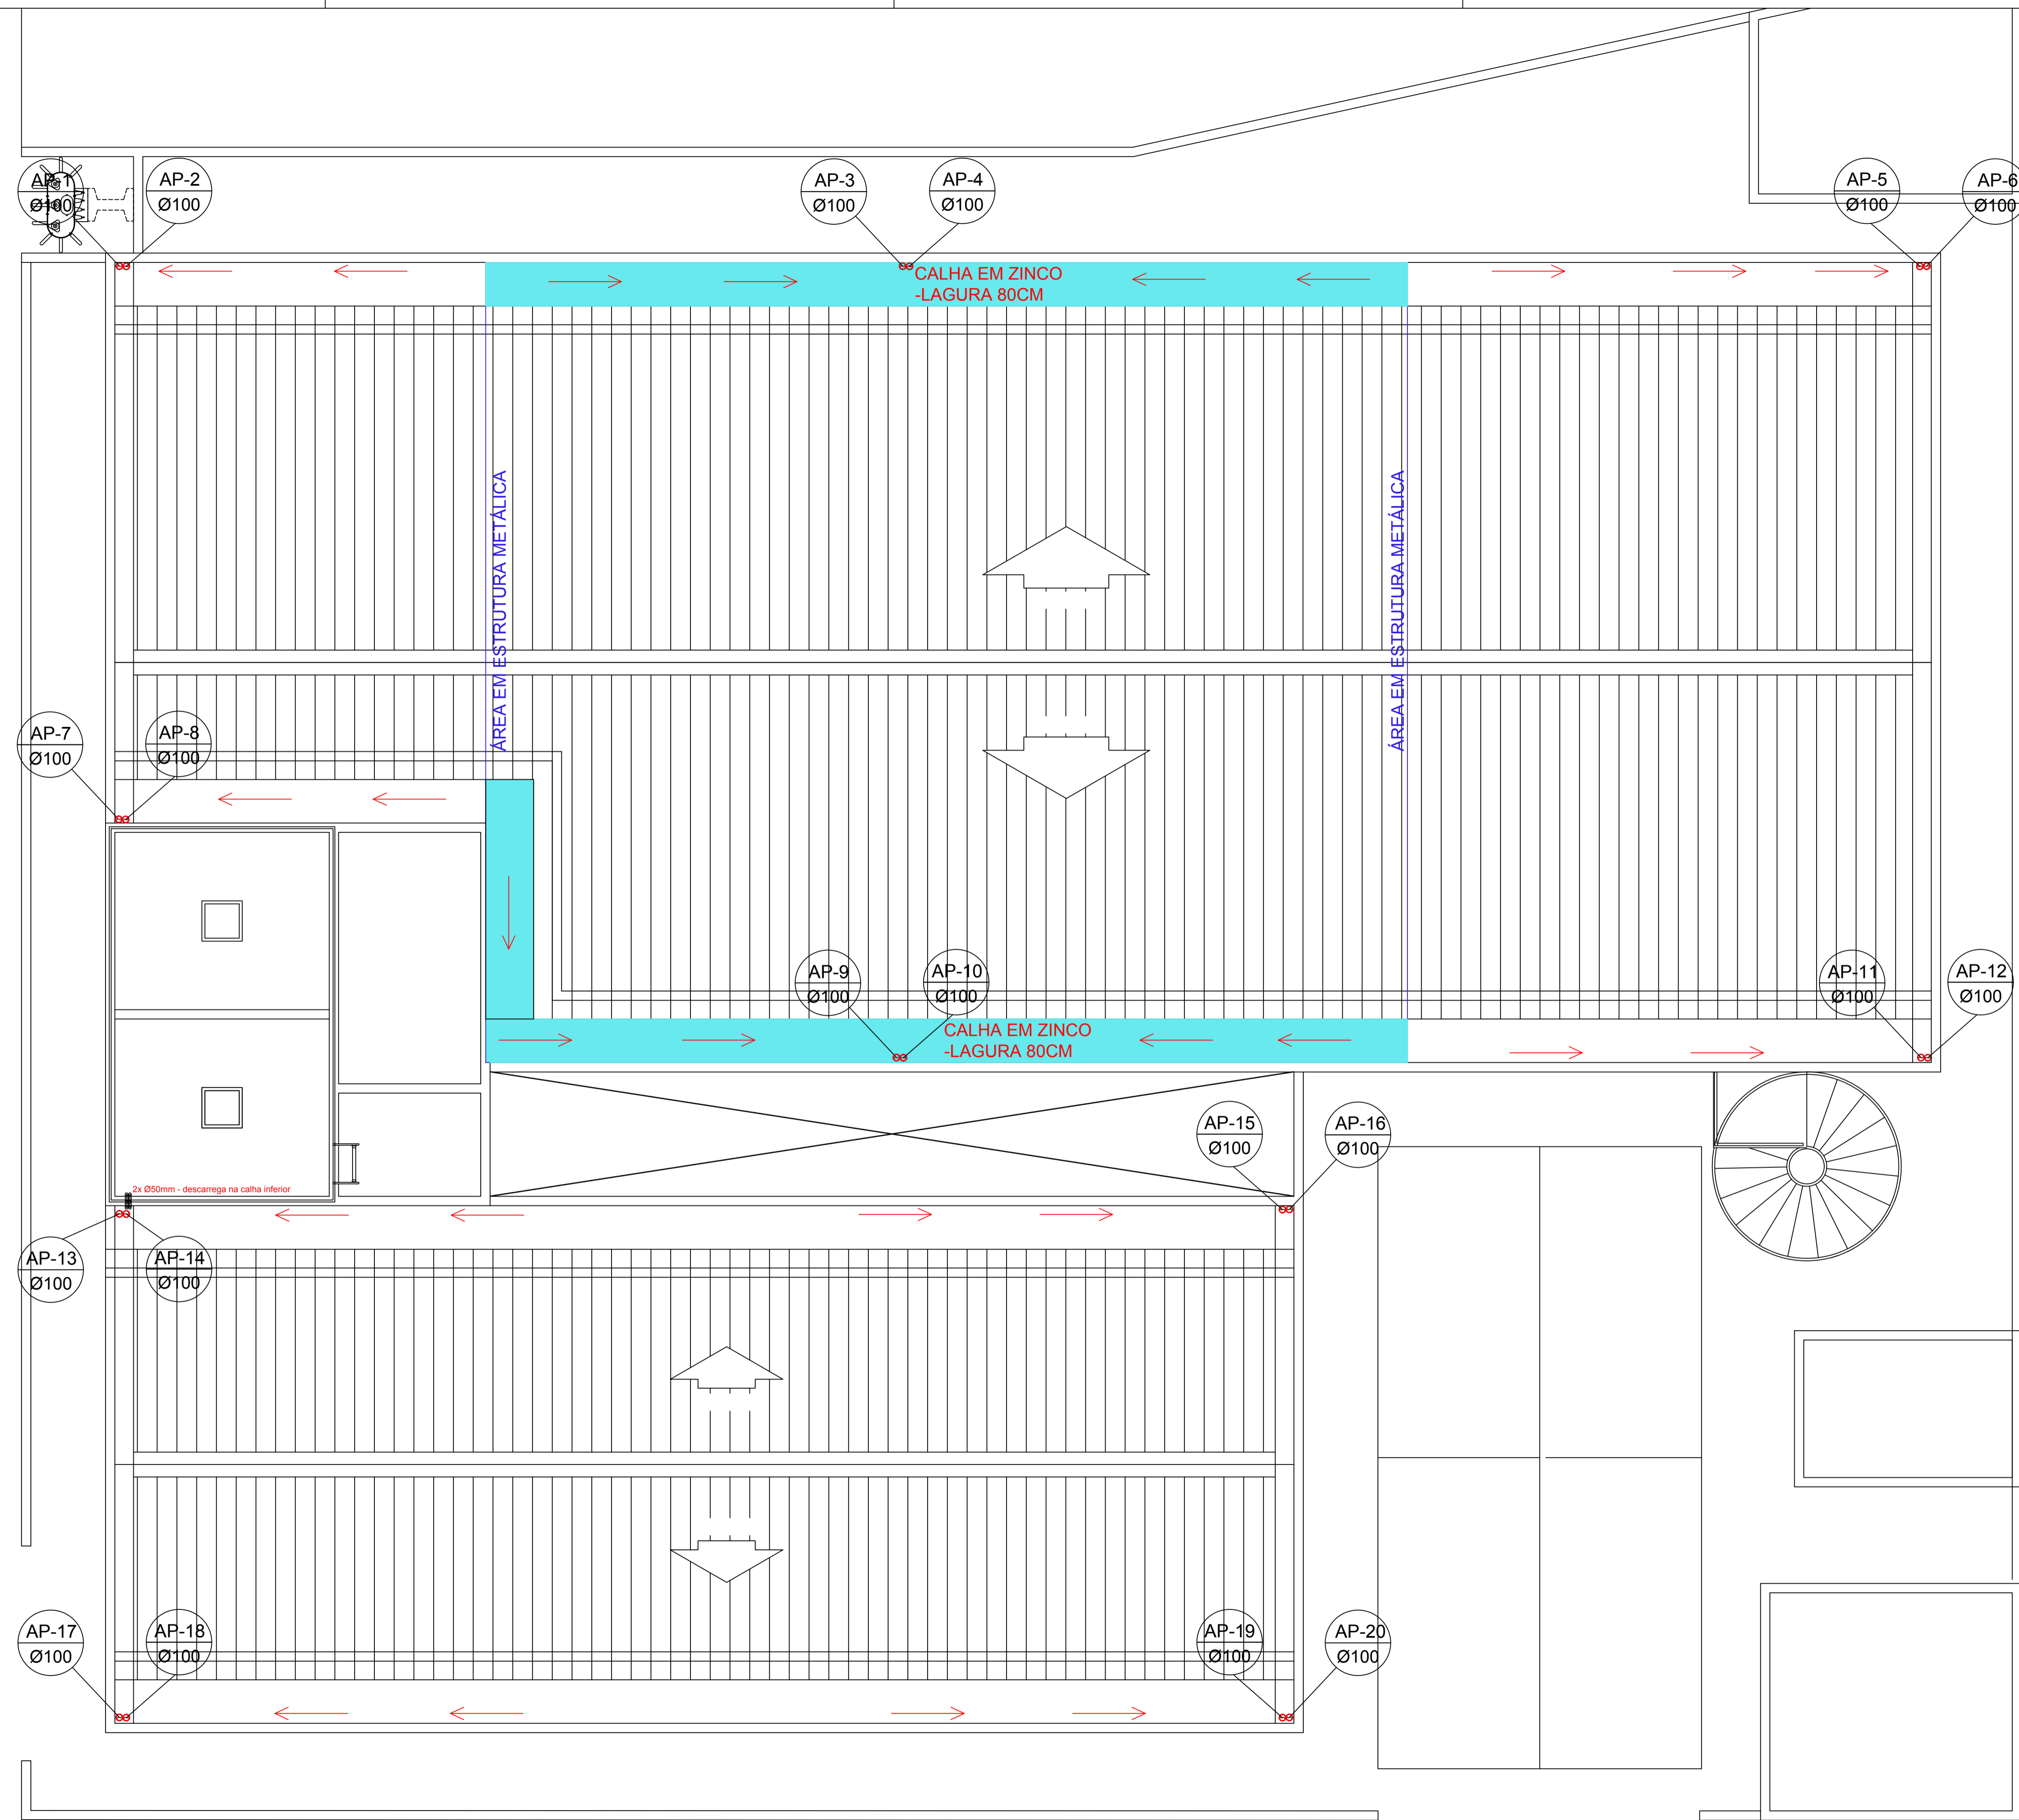 AP-1
Ø100
AP-2
Ø100
AP-3
Ø100
AP-4
Ø100
AP-5
Ø100
AP-6
Ø100
CALHA EM ZINCO
-LAGURA 80CM
ÁREA EM ESTRUTURA METÁLICA
ÁREA EM ESTRUTURA METÁLICA
AP-7
Ø100
AP-8
Ø100
AP-9
Ø100
AP-10
Ø100
AP-11
Ø100
AP-12
Ø100
CALHA EM ZINCO
-LAGURA 80CM
AP-15
Ø100
AP-16
Ø100
2x Ø50mm - descarrega na calha inferior
AP-13
Ø100
AP-14
Ø100
AP-17
Ø100
AP-18
Ø100
AP-19
Ø100
AP-20
Ø100